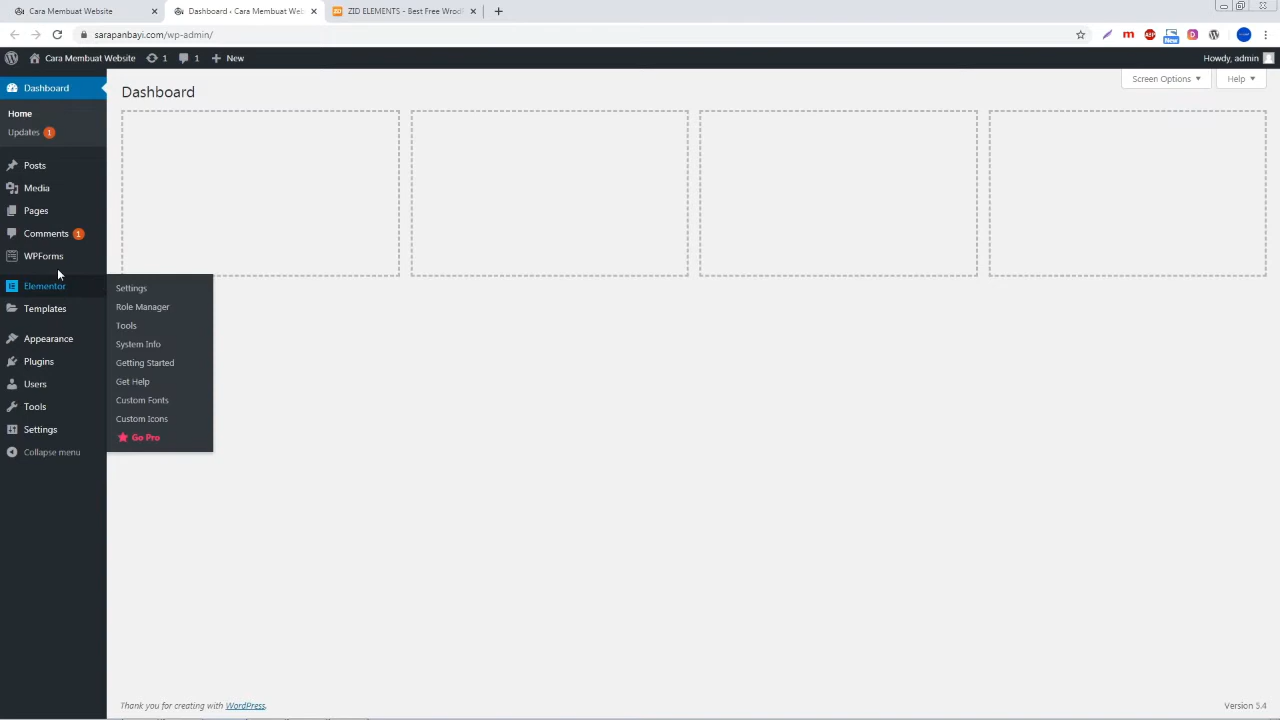 Cara Membuat Website
Dashboard ‹ Cara Membuat Web
ZID ELEMENTS - Best Free WordP
sarapanbayi.com/wp-admin/
New
Cara Membuat Website
1
1
New
Howdy, admin
Dashboard
Home
Updates 1
Posts
Media
Pages
Comments 1
WPForms
Elementor
Templates
Appearance
Plugins
Users
Tools
Settings
Collapse menu
Settings
Role Manager
Tools
System Info
Getting Started
Get Help
Custom Fonts
Custom Icons
Go Pro
Dashboard
Screen Options
Help
Thank you for creating with WordPress.
Version 5.4